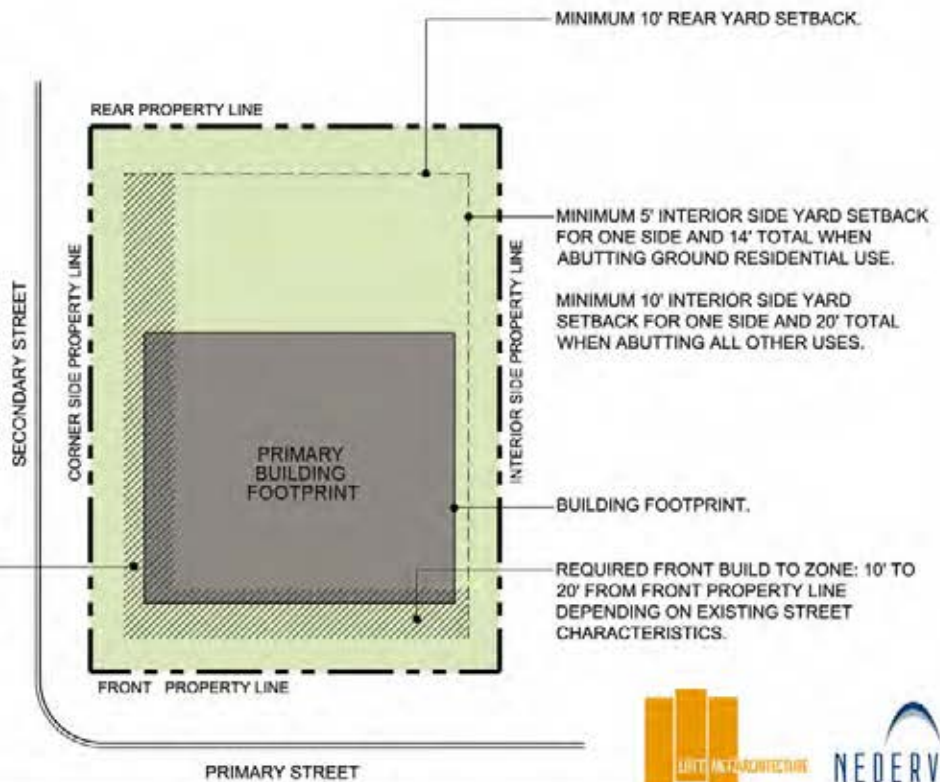 MINIMUM 10' REAR YARD SETBACK.
REAR PROPERTY LINE
MINIMUM 5' INTERIOR SIDE YARD SETBACK
FOR ONE SIDE AND 14' TOTAL WHEN
ABUTTING GROUND RESIDENTIAL USE.
MINIMUM 10' INTERIOR SIDE YARD
SETBACK FOR ONE SIDE AND 20' TOTAL
WHEN ABUTTING ALL OTHER USES.
SECONDARY STREET
CORNER SIDE PROPERTY LINE
INTERIOR SIDE PROPERTY LINE
PRIMARY
BUILDING
FOOTPRINT
BUILDING FOOTPRINT.
REQUIRED FRONT BUILD TO ZONE: 10' TO
20' FROM FRONT PROPERTY LINE
DEPENDING ON EXISTING STREET
CHARACTERISTICS.
FRONT PROPERTY LINE
PRIMARY STREET
NEDERV